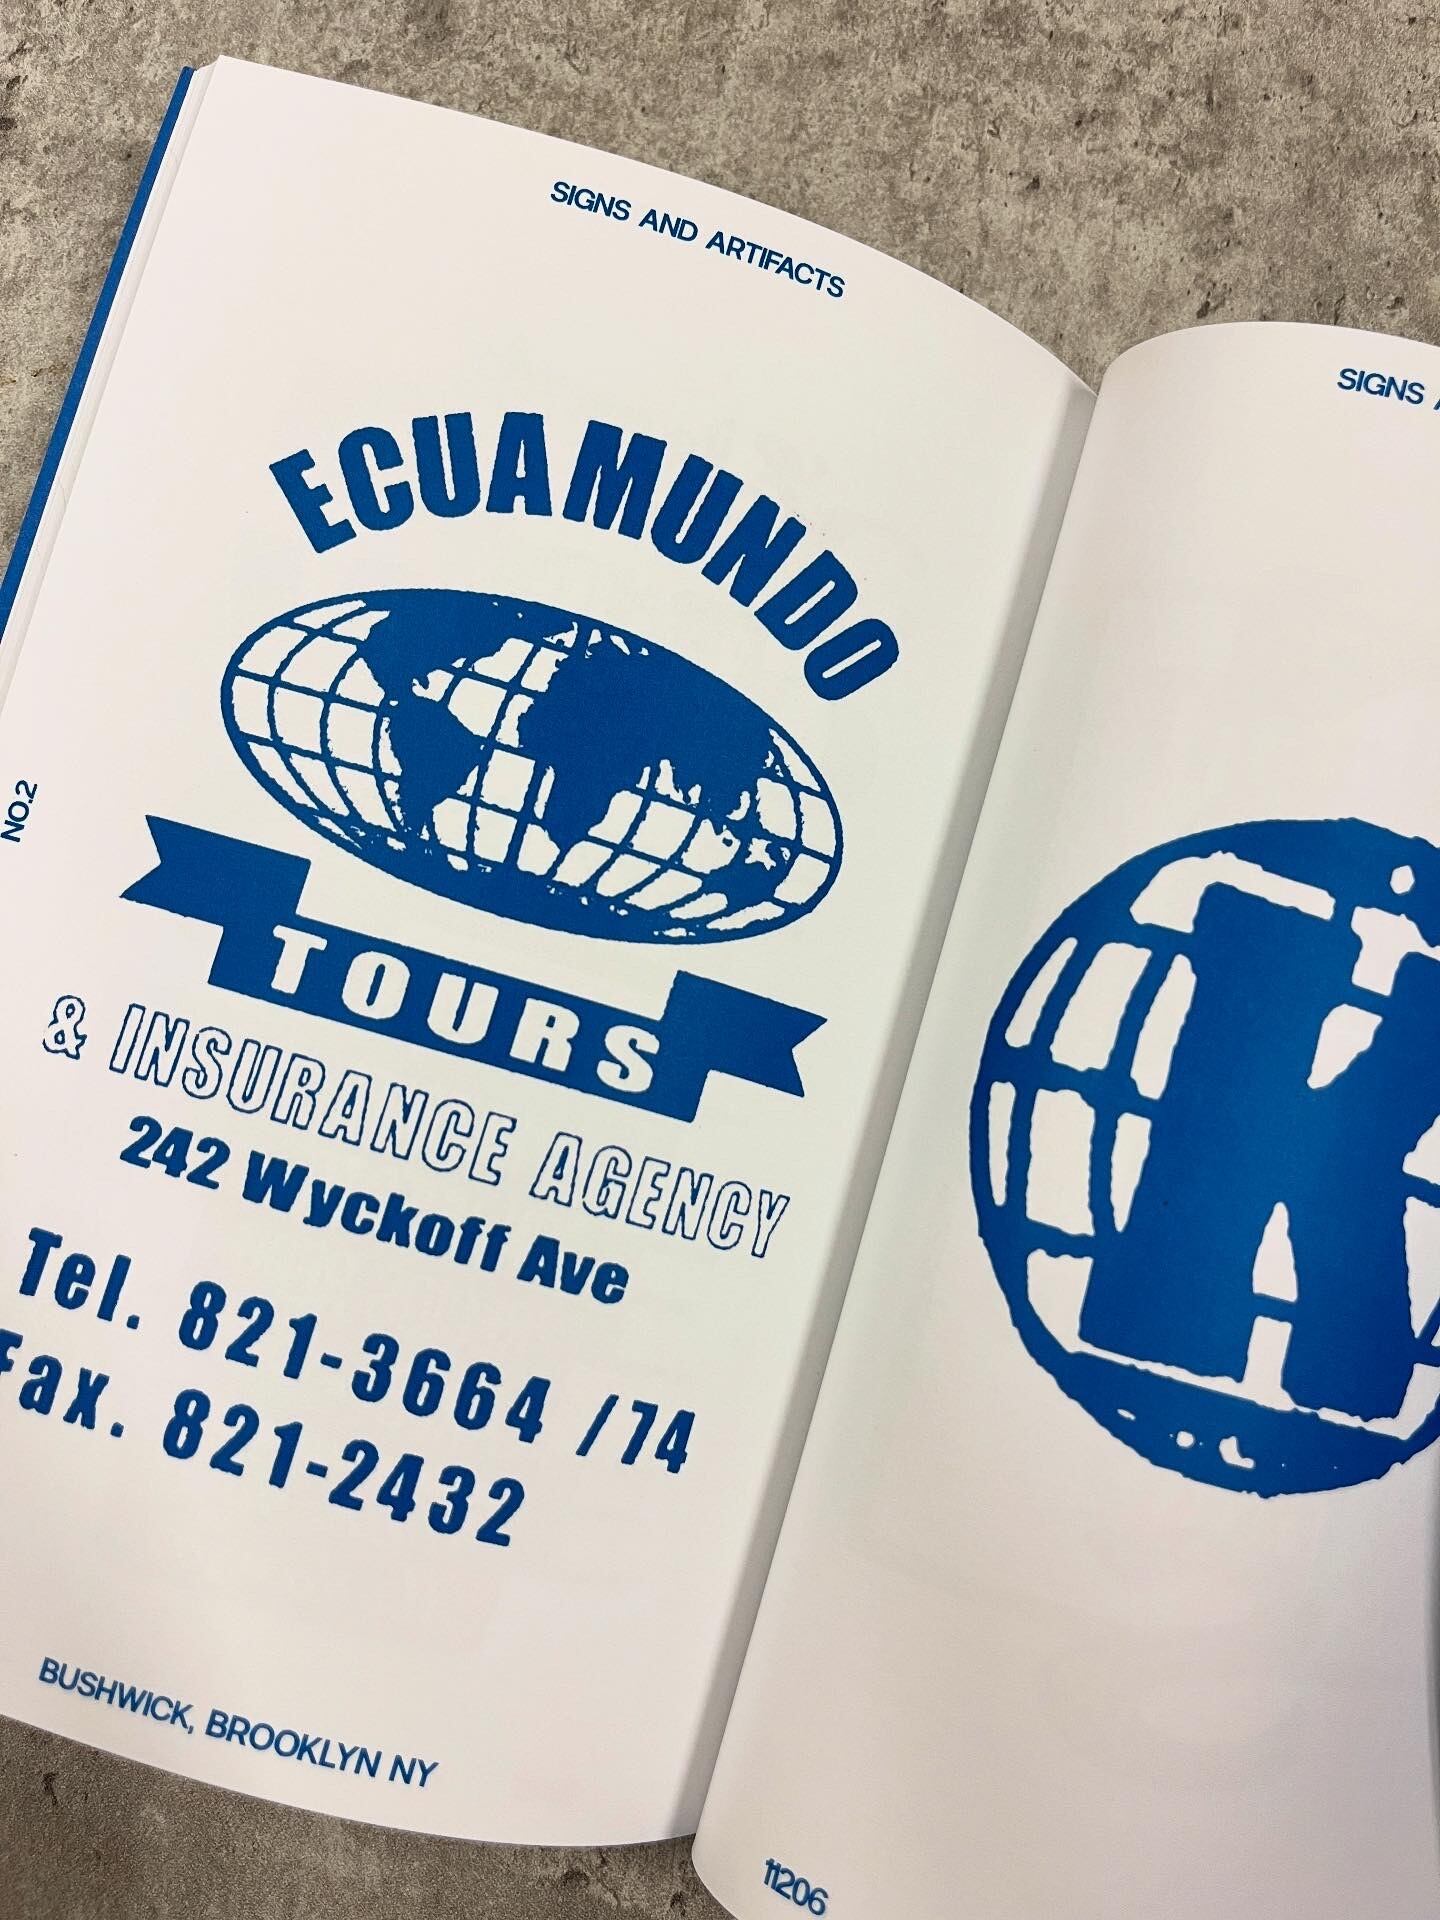 SIGNS AND ARTIFACTS
ECUAMUNDO
TOURS
& INSURANCE AGENCY
242 Wyckoff Ave
Tel. 821-3664 /74
Fax. 821-2432
NO.2
BUSHWICK, BROOKLYN NY
SIGNS
11206